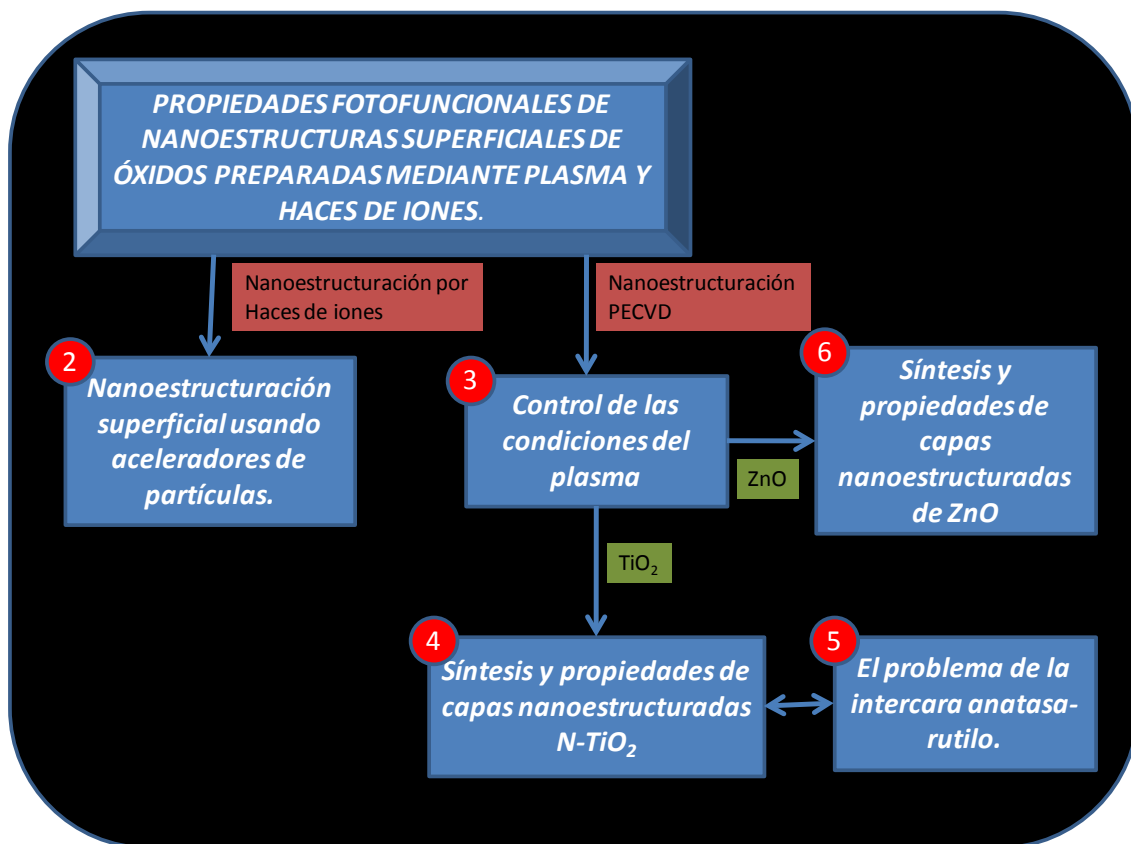 PROPIEDADES FOTOFUNCIONALES DE
NANOESTRUCTURAS SUPERFICIALES DE
ÓXIDOS PREPARADAS MEDIANTE PLASMA Y
HACES DE IONES.
Nanoestructuración por
Haces de iones
Nanoestructuración
PECVD
2
Nanoestructuración
superficial usando
aceleradores de
partículas.
3
Control de las
condiciones del
plasma
ZnO
6
Síntesis y
propiedades de
capas
nanoestructuradas
de ZnO
TiO₂
4
Síntesis y propiedades de
capas nanoestructuradas
N-TiO₂
5
El problema de la
intercara anatasa-
rutilo.